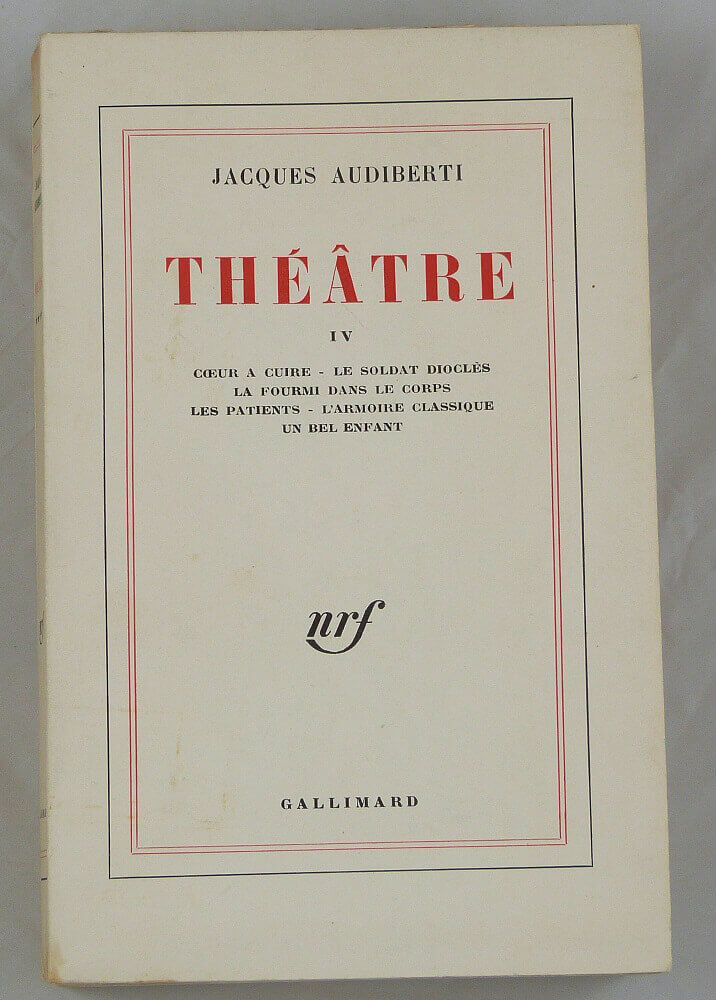 JACQUES AUDIBERTI
THÉÂTRE
IV
CŒUR A CUIRE - LE SOLDAT DIOCLÈS
LA FOURMI DANS LE CORPS
LES PATIENTS - L'ARMOIRE CLASSIQUE
UN BEL ENFANT
nrf
GALLIMARD